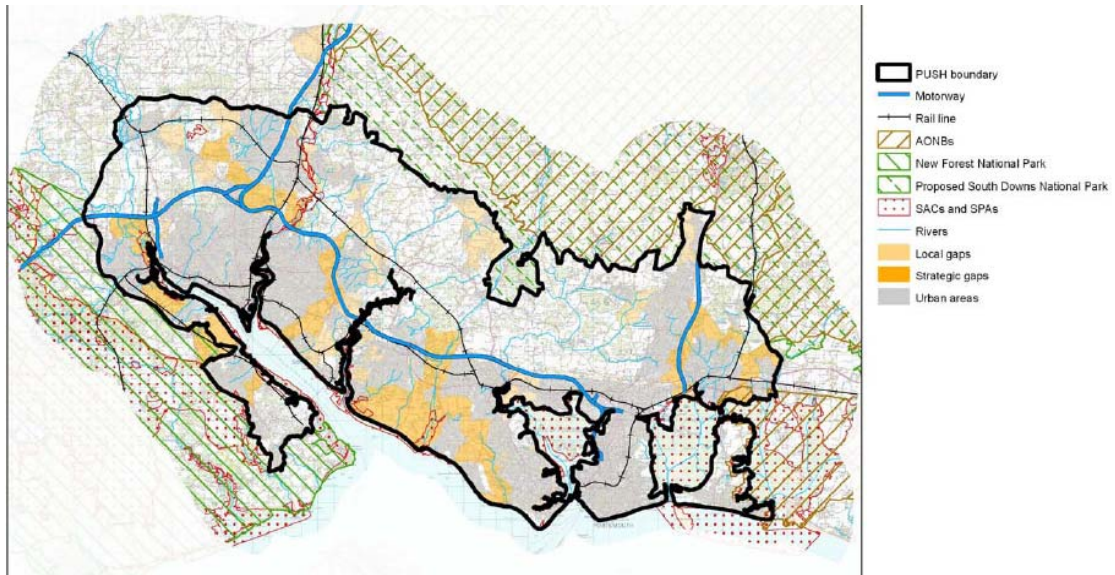 PUSH boundary
Motorway
Rail line
AONBs
New Forest National Park
Proposed South Downs National Park
SACs and SPAs
Rivers
Local gaps
Strategic gaps
Urban areas
PORTSMOUTH